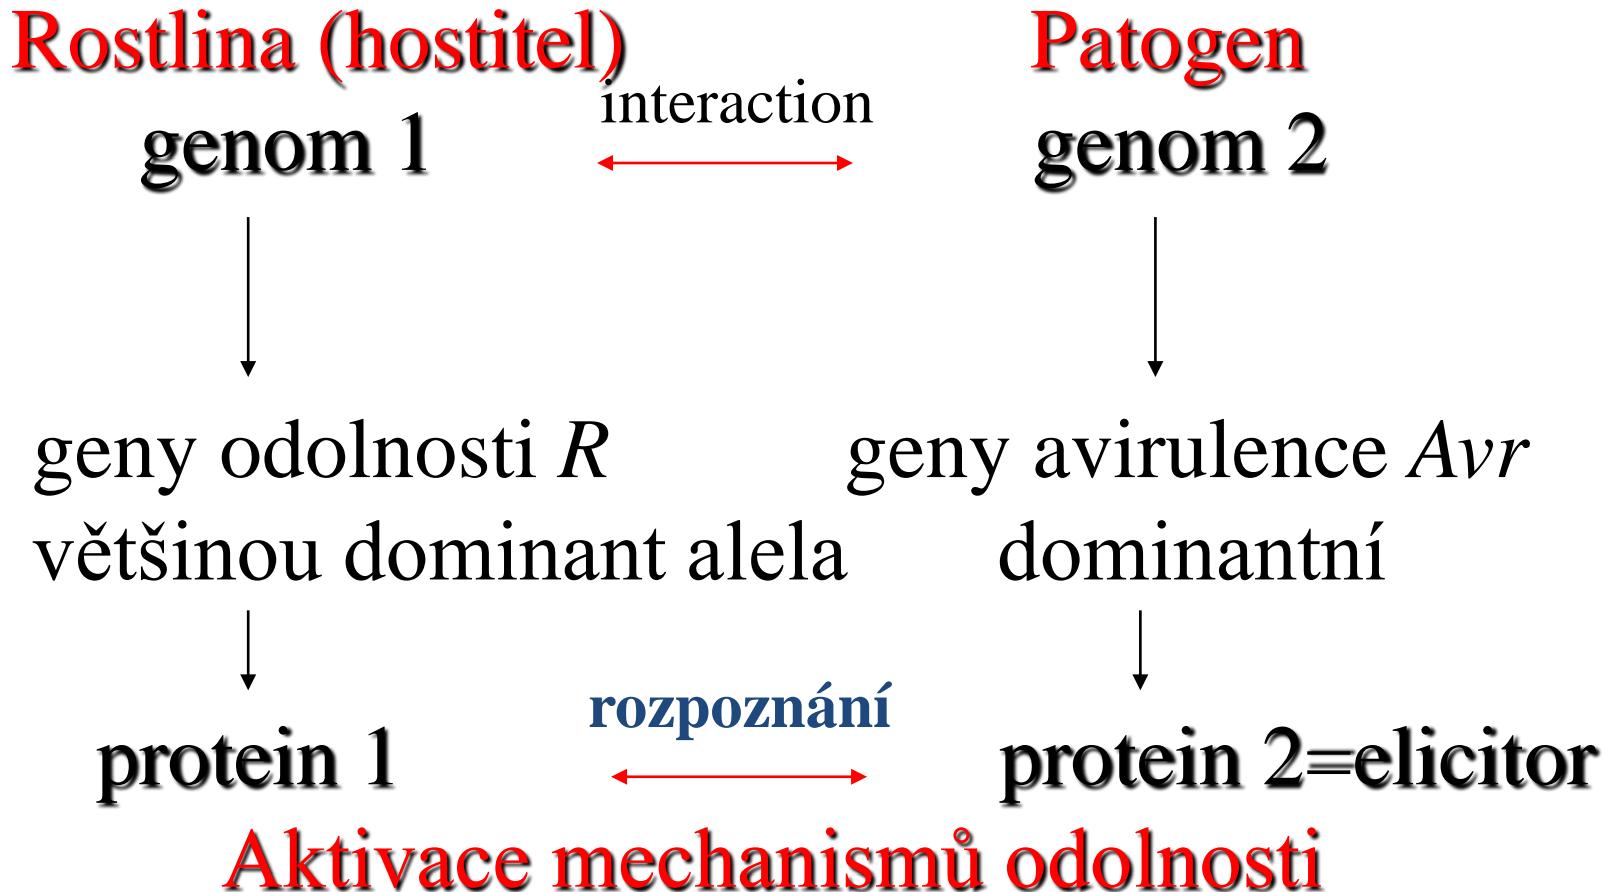 Rostlina (hostitel)
Patogen
interaction
genom 1
genom 2
geny odolnosti R
geny avirulence Avr
většinou dominant alela
dominantní
rozpoznání
protein 1
protein 2=elicitor
Aktivace mechanismů odolnosti